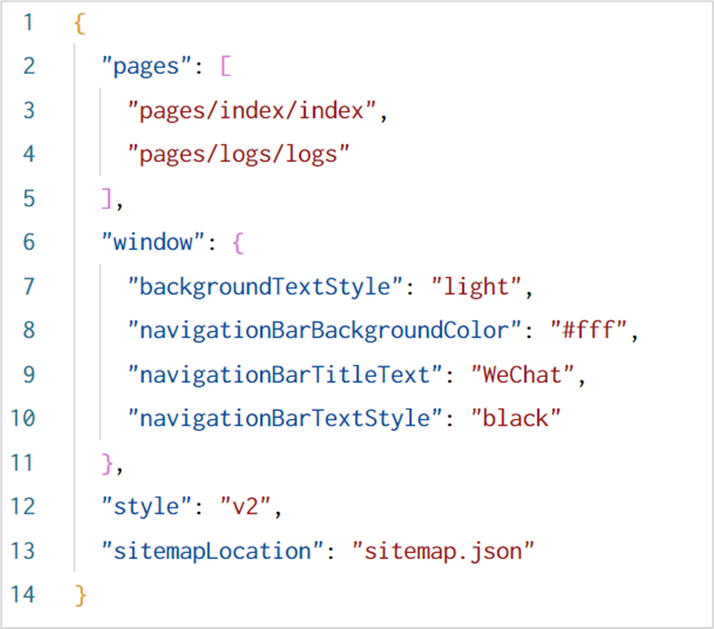 1 {
2 "pages": [
3 "pages/index/index",
4 "pages/logs/logs"
5 ],
6 "window": {
7 "backgroundTextStyle": "light",
8 "navigationBarBackgroundColor": "#fff",
9 "navigationBarTitleText": "WeChat",
10 "navigationBarTextStyle": "black"
11 },
12 "style": "v2",
13 "sitemapLocation": "sitemap.json"
14 }